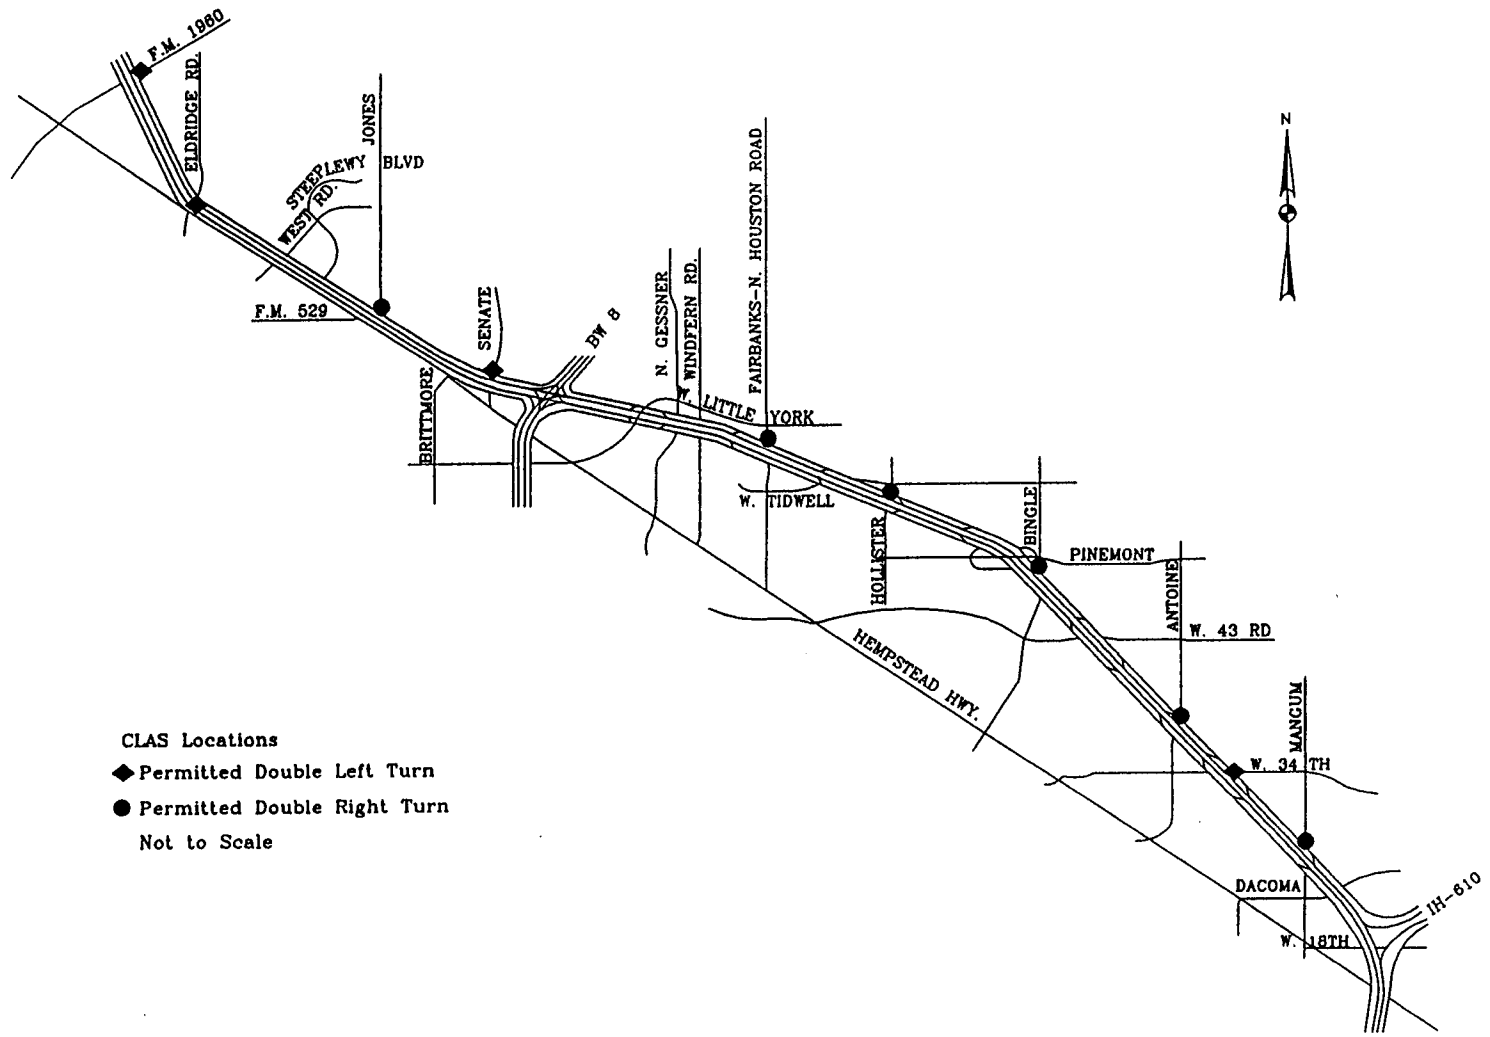 F.M. 1960
ELDRIDGE RD.
JONES
STEEPLEWY BLVD
WEST RD.
F.M. 529
SENATE
BW 8
BRITTMORE
N. GESSNER
WINDFERN RD.
FAIRBANKS-N. HOUSTON ROAD
W. LITTLE YORK
W. TIDWELL
HOLLISTER
BINGLE
PINEMONT
ANTOINE
W. 43 RD
HEMPSTEAD HWY.
MANGUM
W. 34 TH
DACOMA
W. 18TH
IH-610
N
CLAS Locations
Permitted Double Left Turn
Permitted Double Right Turn
Not to Scale